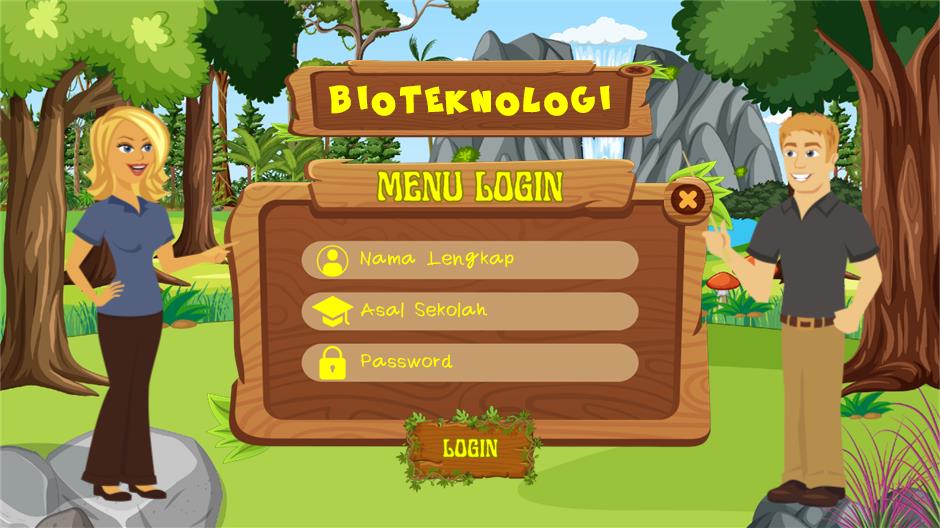 BIOTEKNOLOGI
MENU LOGIN
Nama Lengkap
Asal Sekolah
Password
LOGIN